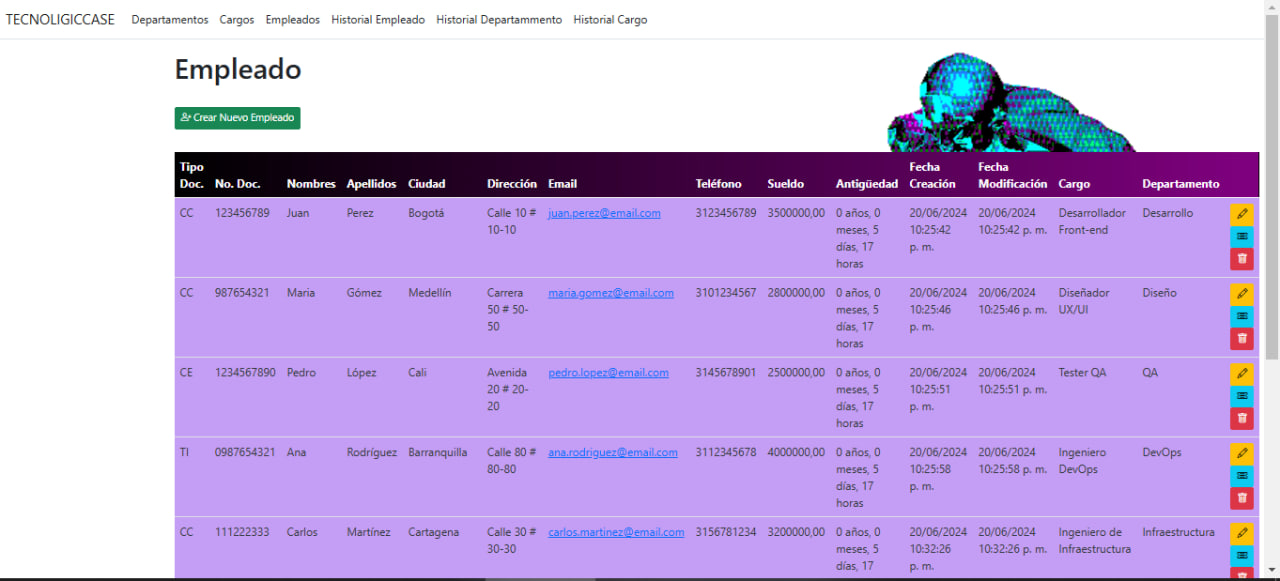 TECNOLIGICCASE Departamentos Cargos Empleados Historial Empleado Historial Departammento Historial Cargo
Empleado
Crear Nuevo Empleado
Tipo Doc. No. Doc. Nombres Apellidos Ciudad Dirección Email Teléfono Sueldo Antigüedad Fecha Creación Fecha Modificación Cargo Departamento
CC 123456789 Juan Perez Bogotá Calle 10 # 10-10 juan.perez@email.com 3123456789 3500000,00 0 años, 0 meses, 5 días, 17 horas 20/06/2024 10:25:42 p. m. 20/06/2024 10:25:42 p. m. Desarrollador Front-end Desarrollo
CC 987654321 Maria Gómez Medellín Carrera 50 # 50-50 maria.gomez@email.com 3101234567 2800000,00 0 años, 0 meses, 5 días, 17 horas 20/06/2024 10:25:46 p. m. 20/06/2024 10:25:46 p. m. Diseñador UX/UI Diseño
CE 1234567890 Pedro López Cali Avenida 20 # 20-20 pedro.lopez@email.com 3145678901 2500000,00 0 años, 0 meses, 5 días, 17 horas 20/06/2024 10:25:51 p. m. 20/06/2024 10:25:51 p. m. Tester QA QA
TI 0987654321 Ana Rodríguez Barranquilla Calle 80 # 80-80 ana.rodriguez@email.com 3112345678 4000000,00 0 años, 0 meses, 5 días, 17 horas 20/06/2024 10:25:58 p. m. 20/06/2024 10:25:58 p. m. Ingeniero DevOps DevOps
CC 111222333 Carlos Martínez Cartagena Calle 30 # 30-30 carlos.martinez@email.com 3156781234 3200000,00 0 años, 0 meses, 5 días, 17 20/06/2024 10:32:26 p. m. 20/06/2024 10:32:26 p. m. Ingeniero de Infraestructura Infraestructura